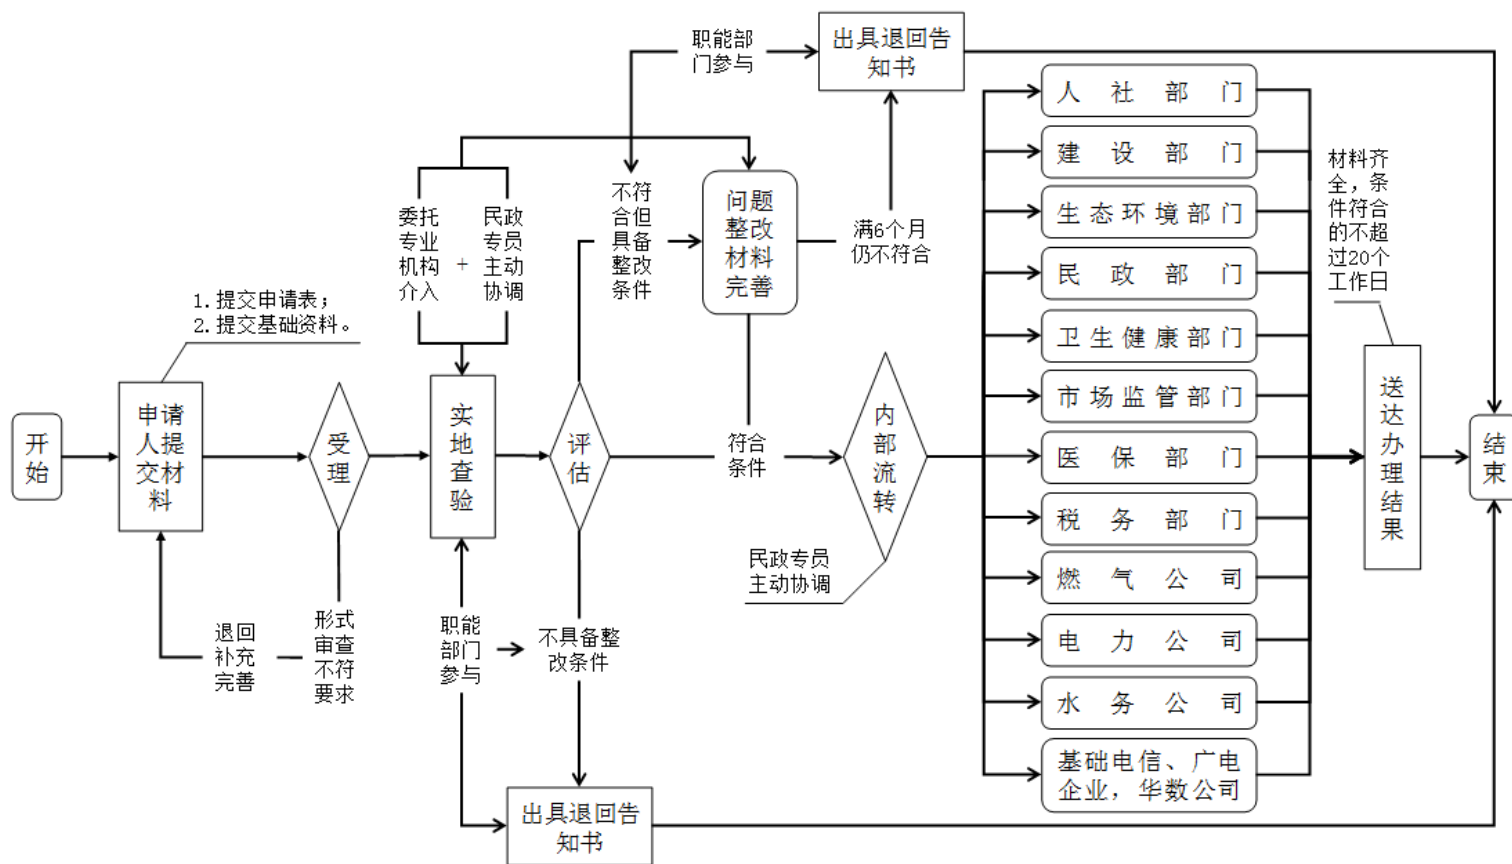 开
始
1.提交申请表；
2.提交基础资料。
申请
人提
交材
料
受
理
形式
审查
不符
要求
退回
补充
完善
委托
专业
机构
介入
+
民政
专员
主动
协调
实
地
查
验
职能
部门
参与
评
估
不符
合但
具备
整改
条件
不具备整
改条件
出具退回告
知书
职能部
门参与
出具退回告
知书
问题
整改
材料
完善
满6个月
仍不符合
符合
条件
内
部
流
转
民政专员
主动协调
人社部门
建设部门
生态环境部门
民政部门
卫生健康部门
市场监管部门
医保部门
税务部门
燃气公司
电力公司
水务公司
基础电信、广电
企业，华数公司
材料齐
全，条
件符合
的不超
过20个
工作日
送
达
办
理
结
果
结
束